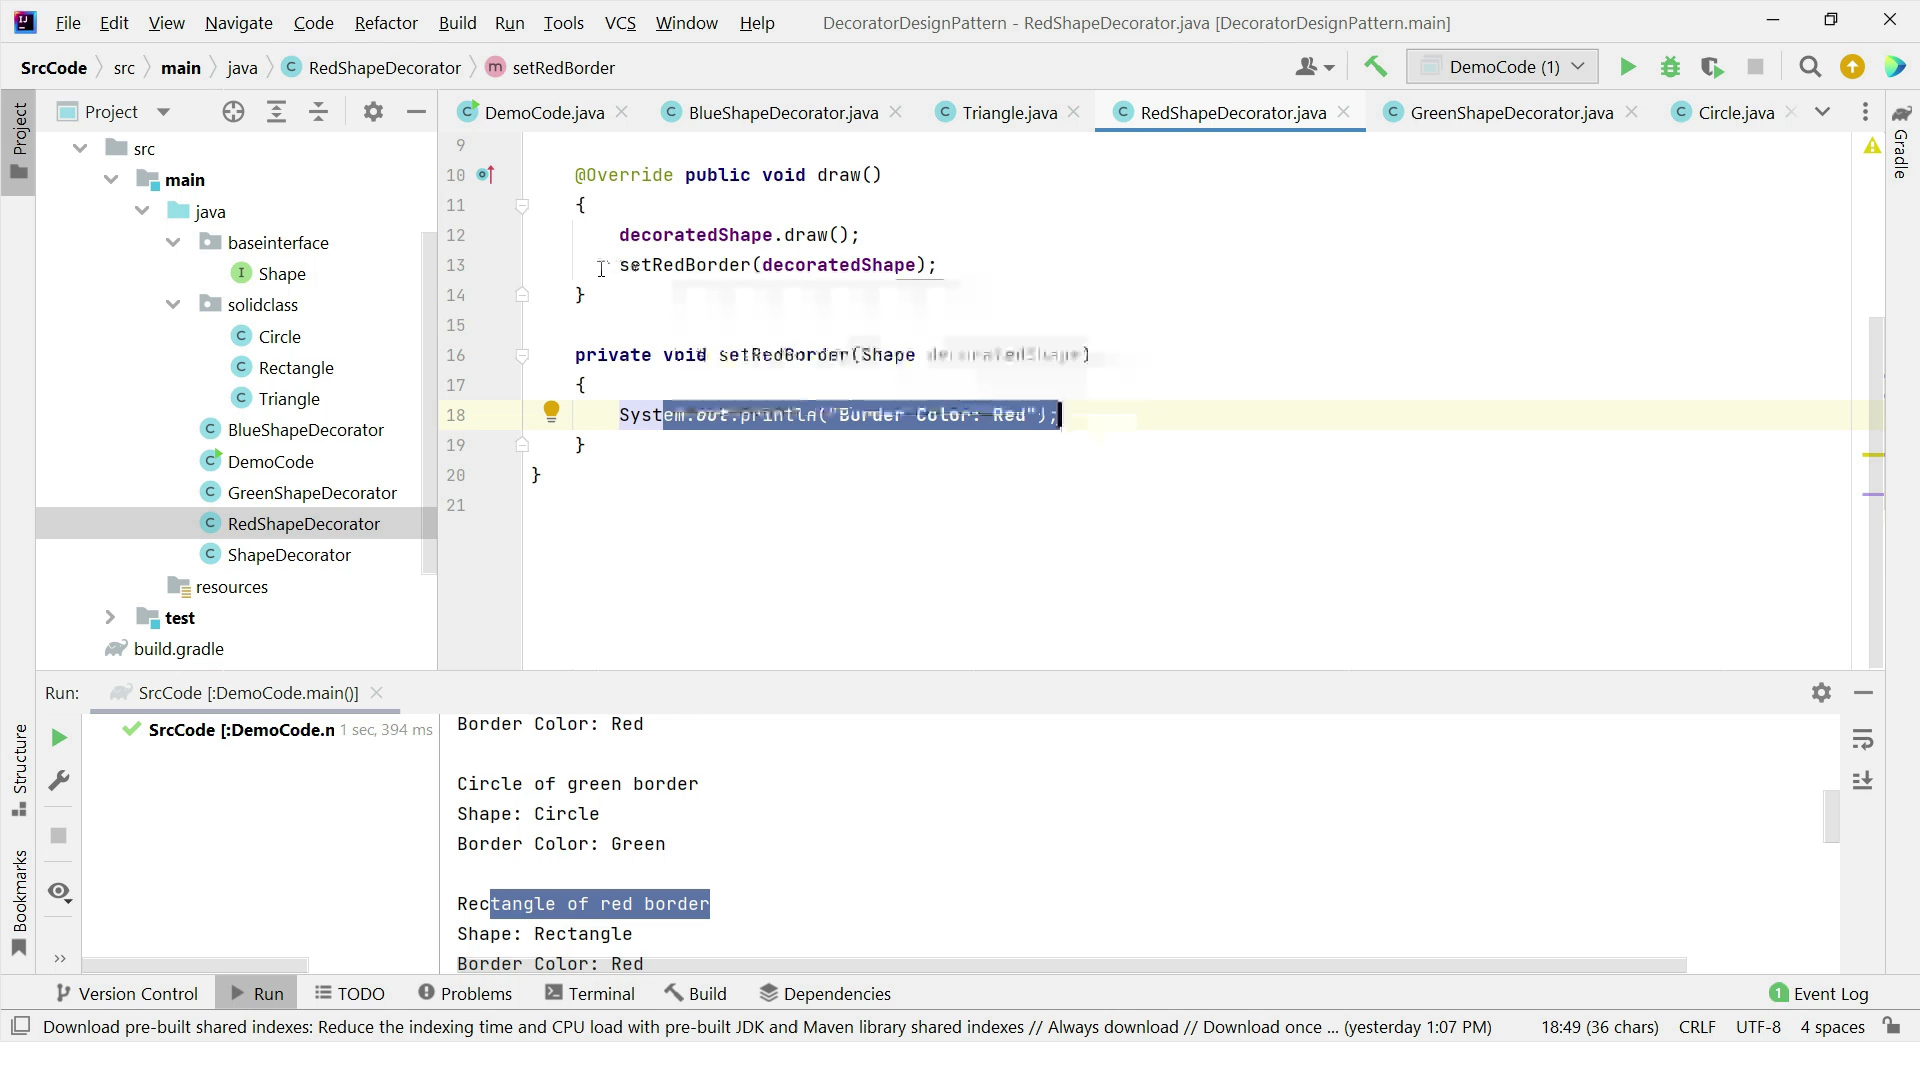 File Edit View Navigate Code Refactor Build Run Tools VCS Window Help DecoratorDesignPattern - RedShapeDecorator.java [DecoratorDesignPattern.main]
SrcCode src main java RedShapeDecorator setRedBorder DemoCode (1)
Project
Project
DemoCode.java BlueShapeDecorator.java Triangle.java RedShapeDecorator.java GreenShapeDecorator.java Circle.java
Gradle
src
main
java
baseinterface
Shape
solidclass
Circle
Rectangle
Triangle
BlueShapeDecorator
DemoCode
GreenShapeDecorator
RedShapeDecorator
ShapeDecorator
resources
test
build.gradle
9
10 @Override public void draw()
11 {
12 decoratedShape.draw();
13 setRedBorder(decoratedShape);
14 }
15
16 private void setRedBorder(Shape decoratedShape)
17 {
18 System.out.println("Border Color: Red");
19 }
20 }
21
Run: SrcCode [:DemoCode.main()]
SrcCode [:DemoCode.n 1 sec, 394 ms
Border Color: Red
Circle of green border
Shape: Circle
Border Color: Green
Rectangle of red border
Shape: Rectangle
Border Color: Red
Structure
Bookmarks
Version Control Run TODO Problems Terminal Build Dependencies 1 Event Log
Download pre-built shared indexes: Reduce the indexing time and CPU load with pre-built JDK and Maven library shared indexes // Always download // Download once ... (yesterday 1:07 PM) 18:49 (36 chars) CRLF UTF-8 4 spaces